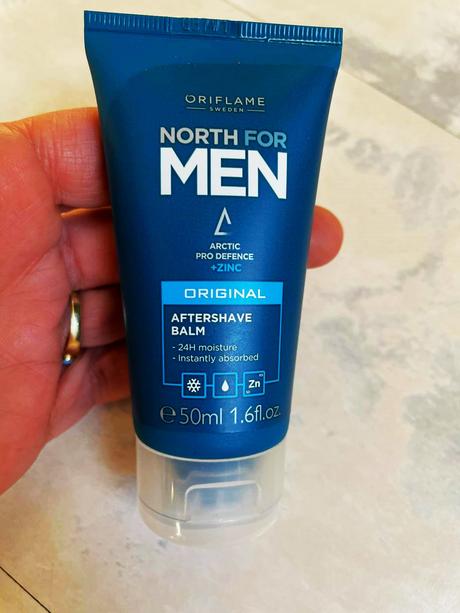 ORIFLAME
SWEDEN
NORTH FOR
MEN
ARCTIC
PRO DEFENCE
+ZINC
ORIGINAL
AFTERSHAVE
BALM
- 24H moisture
- Instantly absorbed
Zn
℮50ml 1.6fl.oz.